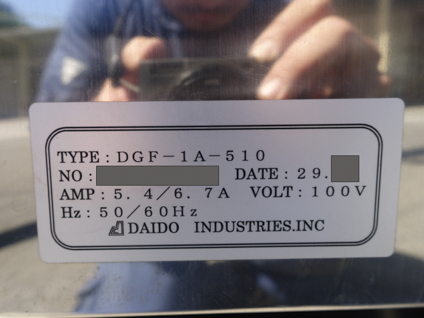 TYPE：DGF－1A－510
NO：
DATE：29.
AMP：5.4／6.7A VOLT：100V
Hz：50／60Hz
DAIDO INDUSTRIES.INC